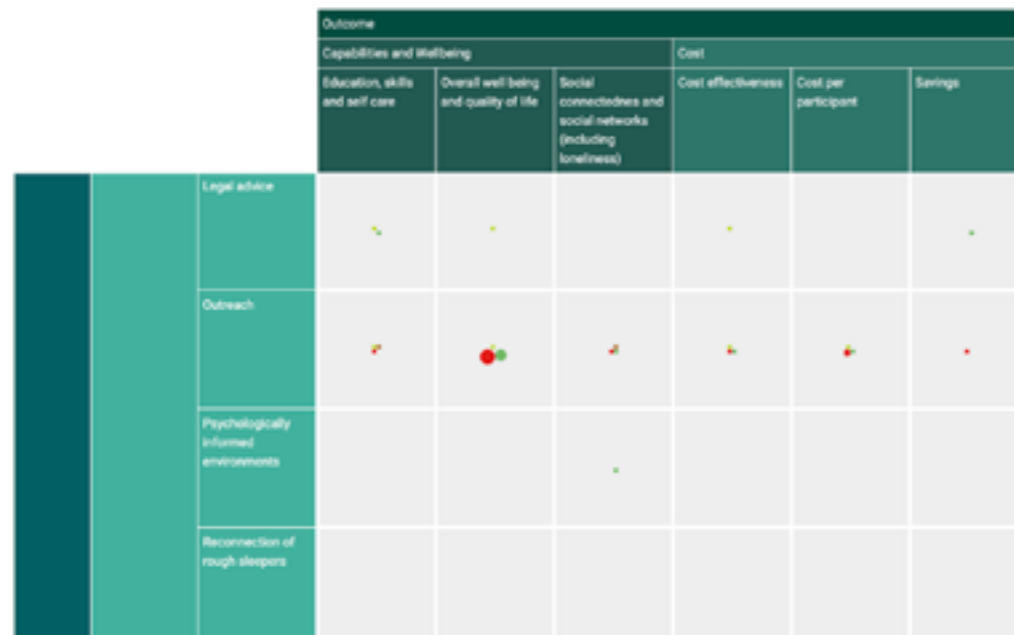 Outcome
Capabilities and Wellbeing
Cost
Education, skills
and self care
Overall well being
and quality of life
Social
connectednes and
social networks
(including
loneliness)
Cost effectiveness
Cost per
participant
Savings
Legal advice
Outreach
Psychologically
informed
environments
Reconnection of
rough sleepers